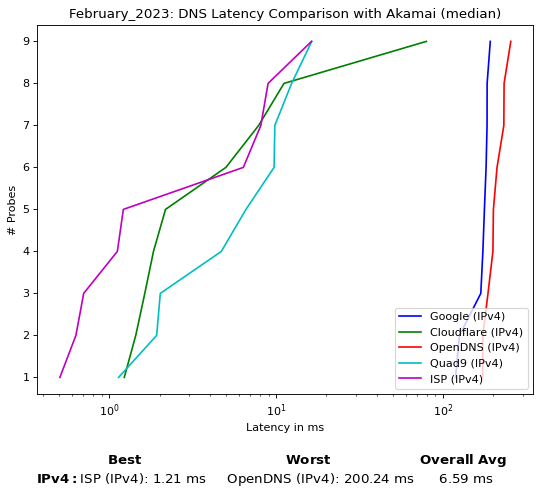 February_2023: DNS Latency Comparison with Akamai (median)
9
8
7
6
5
4
3
2
1
# Probes
Google (IPv4)
Cloudflare (IPv4)
OpenDNS (IPv4)
Quad9 (IPv4)
ISP (IPv4)
10⁰ 10¹ 10²
Latency in ms
Best Worst Overall Avg
IPv4: ISP (IPv4): 1.21 ms OpenDNS (IPv4): 200.24 ms 6.59 ms